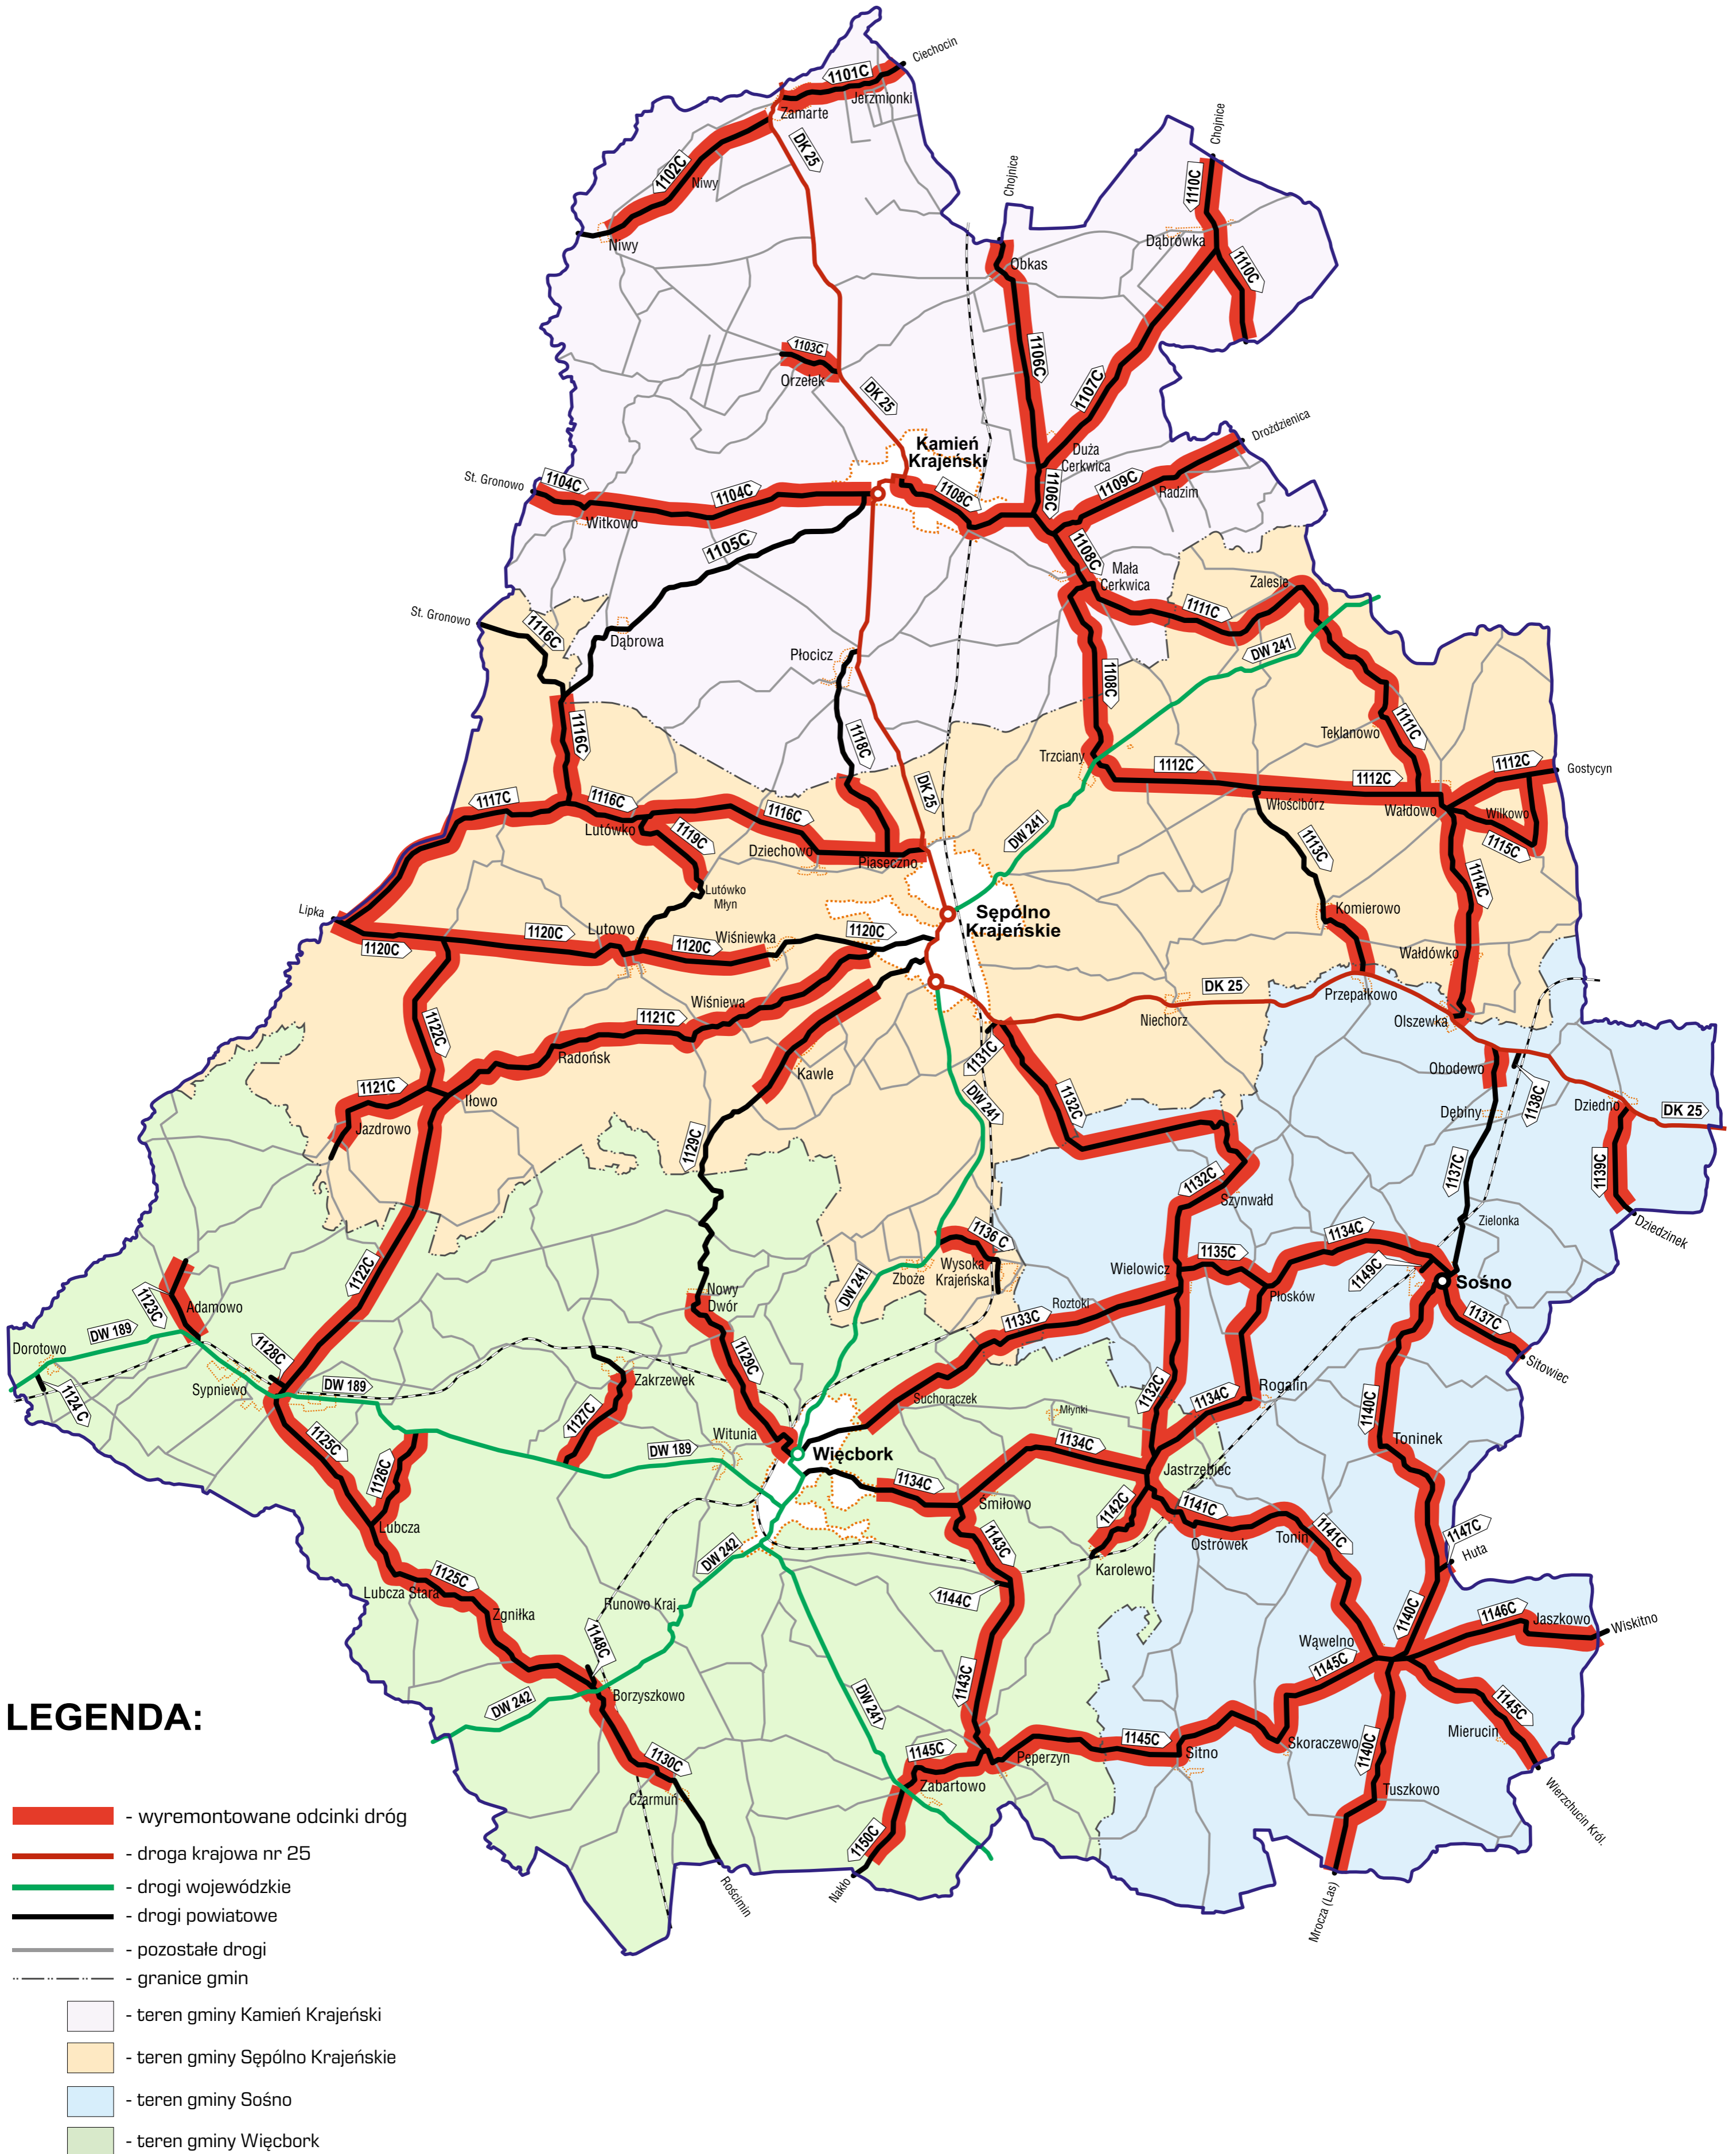 Ciechocin
1101C
Jerzmionki
Zamarte
DK 25
1102C
Niwy
Niwy
Chojnice
Chojnice
1110C
Dąbrówka
1110C
Obkas
1106C
1107C
1103C
Orzełek
DK 25
Kamień
Krajeński
Duża
Cerkwica
Drożdzienica
1109C
Radzim
1106C
1108C
St. Gronowo
1104C
1104C
Witkowo
1105C
1108C
Mała
Cerkwica
Zalesie
1111C
DW 241
St. Gronowo
1116C
Dąbrowa
Płocicz
1108C
1116C
1118C
Teklanowo
1111C
Trzciany
1112C
1112C
1112C
Gostycyn
DK 25
1117C
1116C
1116C
Lutówko
1119C
Dziechowo
Piaseczno
DW 241
Włościbórz
Wałdowo
Wilkowo
1115C
1113C
1114C
Lutówko
Młyn
Lipka
1120C
1120C
Lutowo
1120C
Wiśniewka
1120C
Sępólno
Krajeńskie
Komierowo
Wałdówko
Wiśniewa
1121C
1122C
Radońsk
DK 25
Niechorz
Przepałkowo
Olszewka
Kawle
1131C
1132C
DW 241
Obodowo
1138C
Dziedno
DK 25
Dębiny
1121C
Iłowo
Jazdrowo
1129C
1132C
Szynwałd
1137C
1139C
Zielonka
Dziedzinek
1136 C
Wysoka
Krajeńska
Zboże
DW 241
Wielowicz
1135C
1134C
1149C
Sośno
Płosków
1122C
1123C
Adamowo
DW 189
Dorotowo
1124 C
Sypniewo
1128C
DW 189
Nowy
Dwór
1129C
Roztoki
1133C
1137C
Sitowiec
Zakrzewek
1127C
Suchorączek
Młynki
1132C
1134C
Rogalin
1140C
Toninek
1125C
1126C
DW 189
Witunia
Więcbork
1134C
1134C
Jastrzębiec
Śmiłowo
Lubcza
1142C
1141C
Ostrówek
Tonin
1141C
1147C
Huta
DW 242
1143C
1144C
Karolewo
1125C
Lubcza Stara
Zgniłka
Runowo Kraj.
1148C
1140C
1146C
Jaszkowo
Wiskitno
Wąwelno
1145C
1143C
DW 241
Borzyszkowo
DW 242
1145C
Mierucin
1145C
1145C
Pęperzyn
Sitno
Skoraczewo
1140C
1130C
Czarmuń
Zabartowo
Tuszkowo
Wierzchucin Król.
1150C
Nakło
Rościmin
Mrocza (Las)
LEGENDA:
- wyremontowane odcinki dróg
- droga krajowa nr 25
- drogi wojewódzkie
- drogi powiatowe
- pozostałe drogi
- granice gmin
- teren gminy Kamień Krajeński
- teren gminy Sępólno Krajeńskie
- teren gminy Sośno
- teren gminy Więcbork